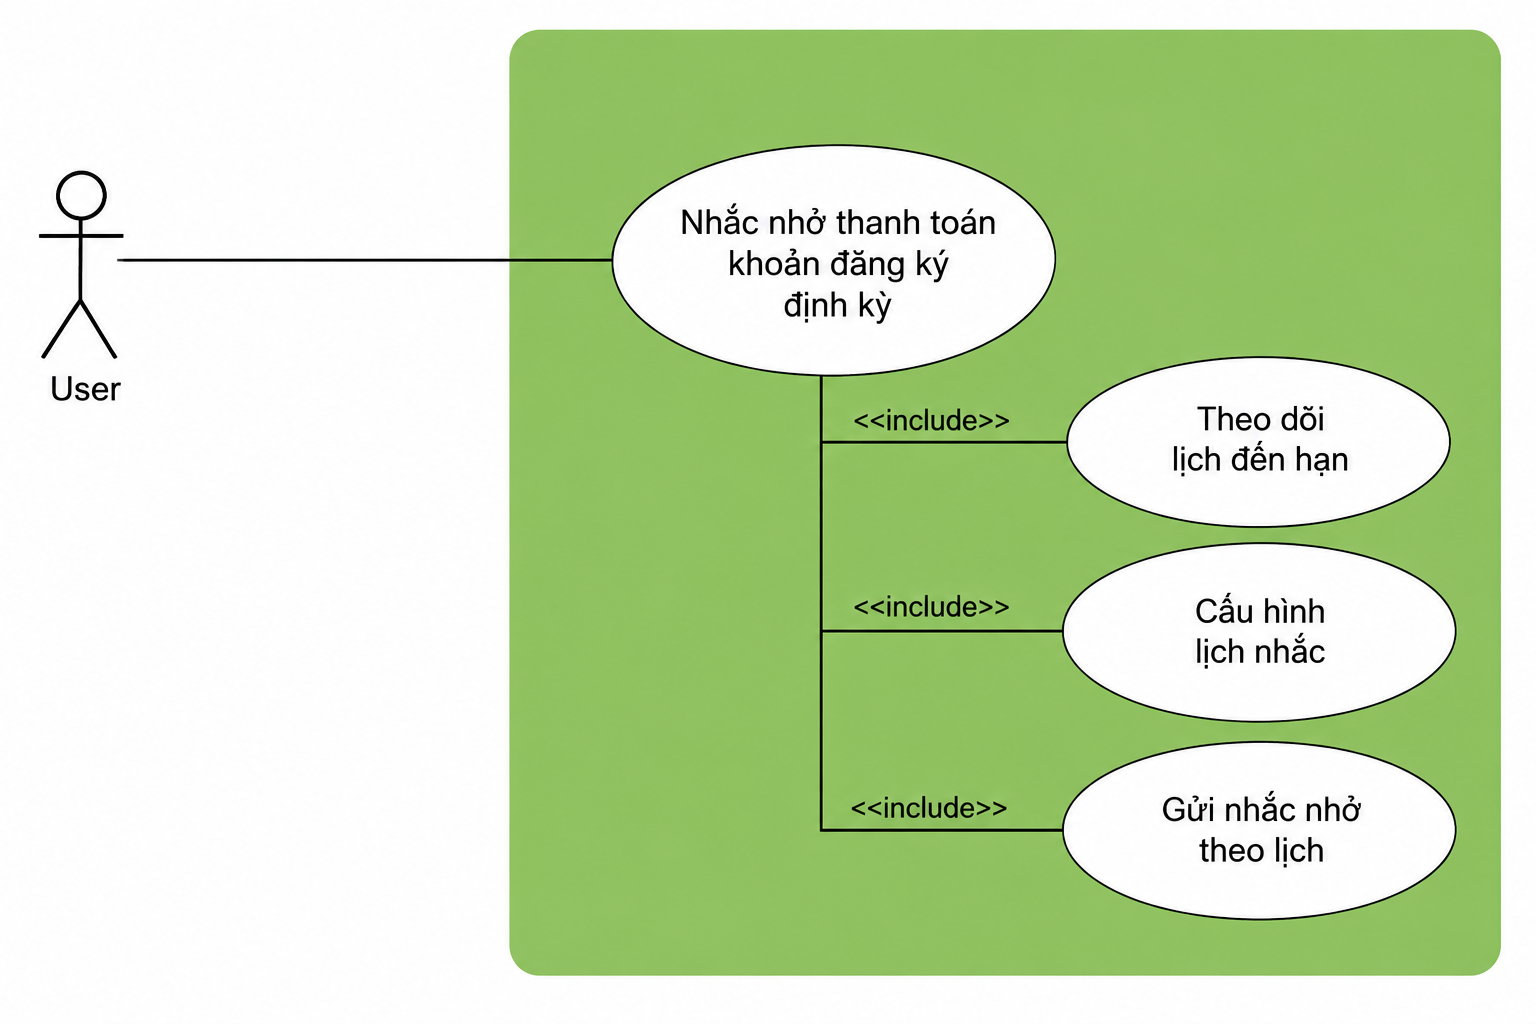 Nhắc nhở thanh toán
khoản đăng ký
định kỳ
User
<<include>>
Theo dõi
lịch đến hạn
<<include>>
Cấu hình
lịch nhắc
<<include>>
Gửi nhắc nhở
theo lịch